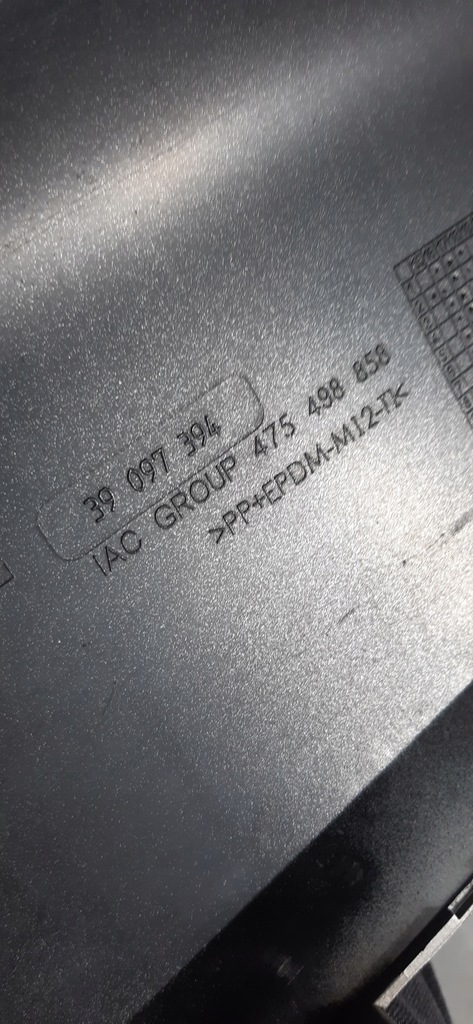 39 097 394
IAC GROUP 475 498 858
>PP+EPDM-M12-TK